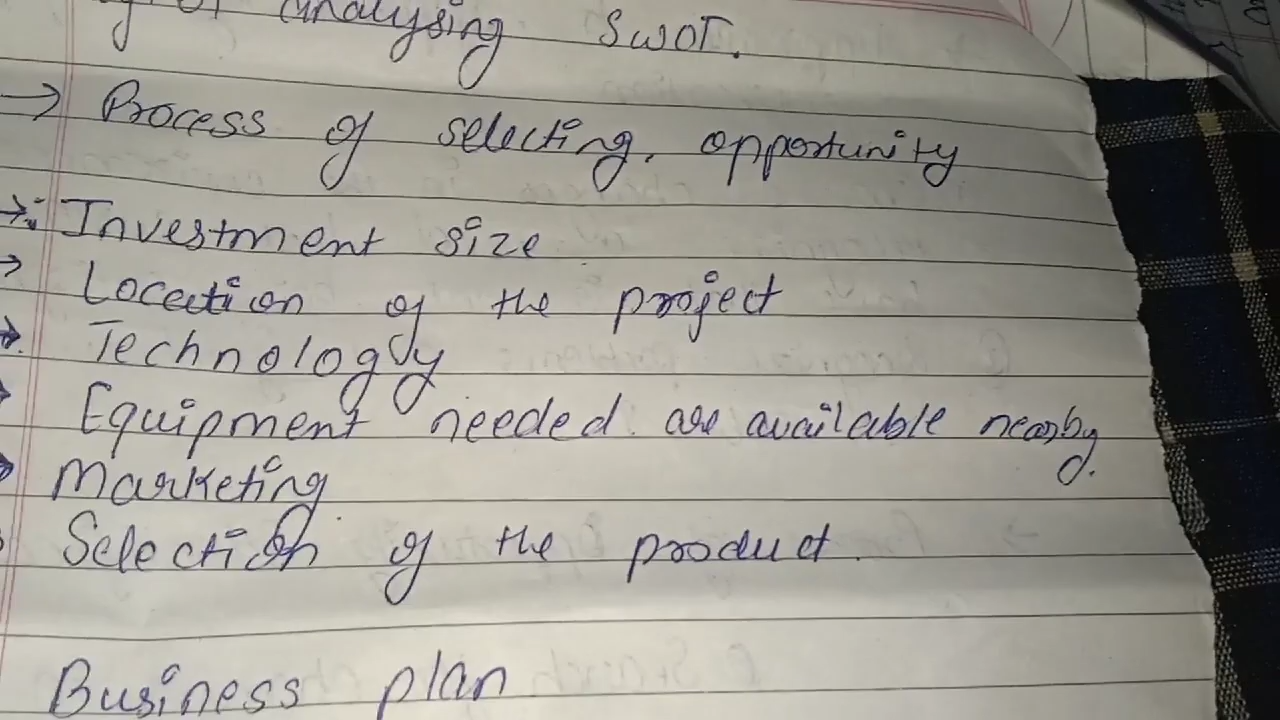 of analysing SWOT.
→ Process of selecting, opportunity
→ Investment size
→ Location of the project
→ Technology
Equipment needed are available nearby.
Marketing
Selection of the product.
Business plan